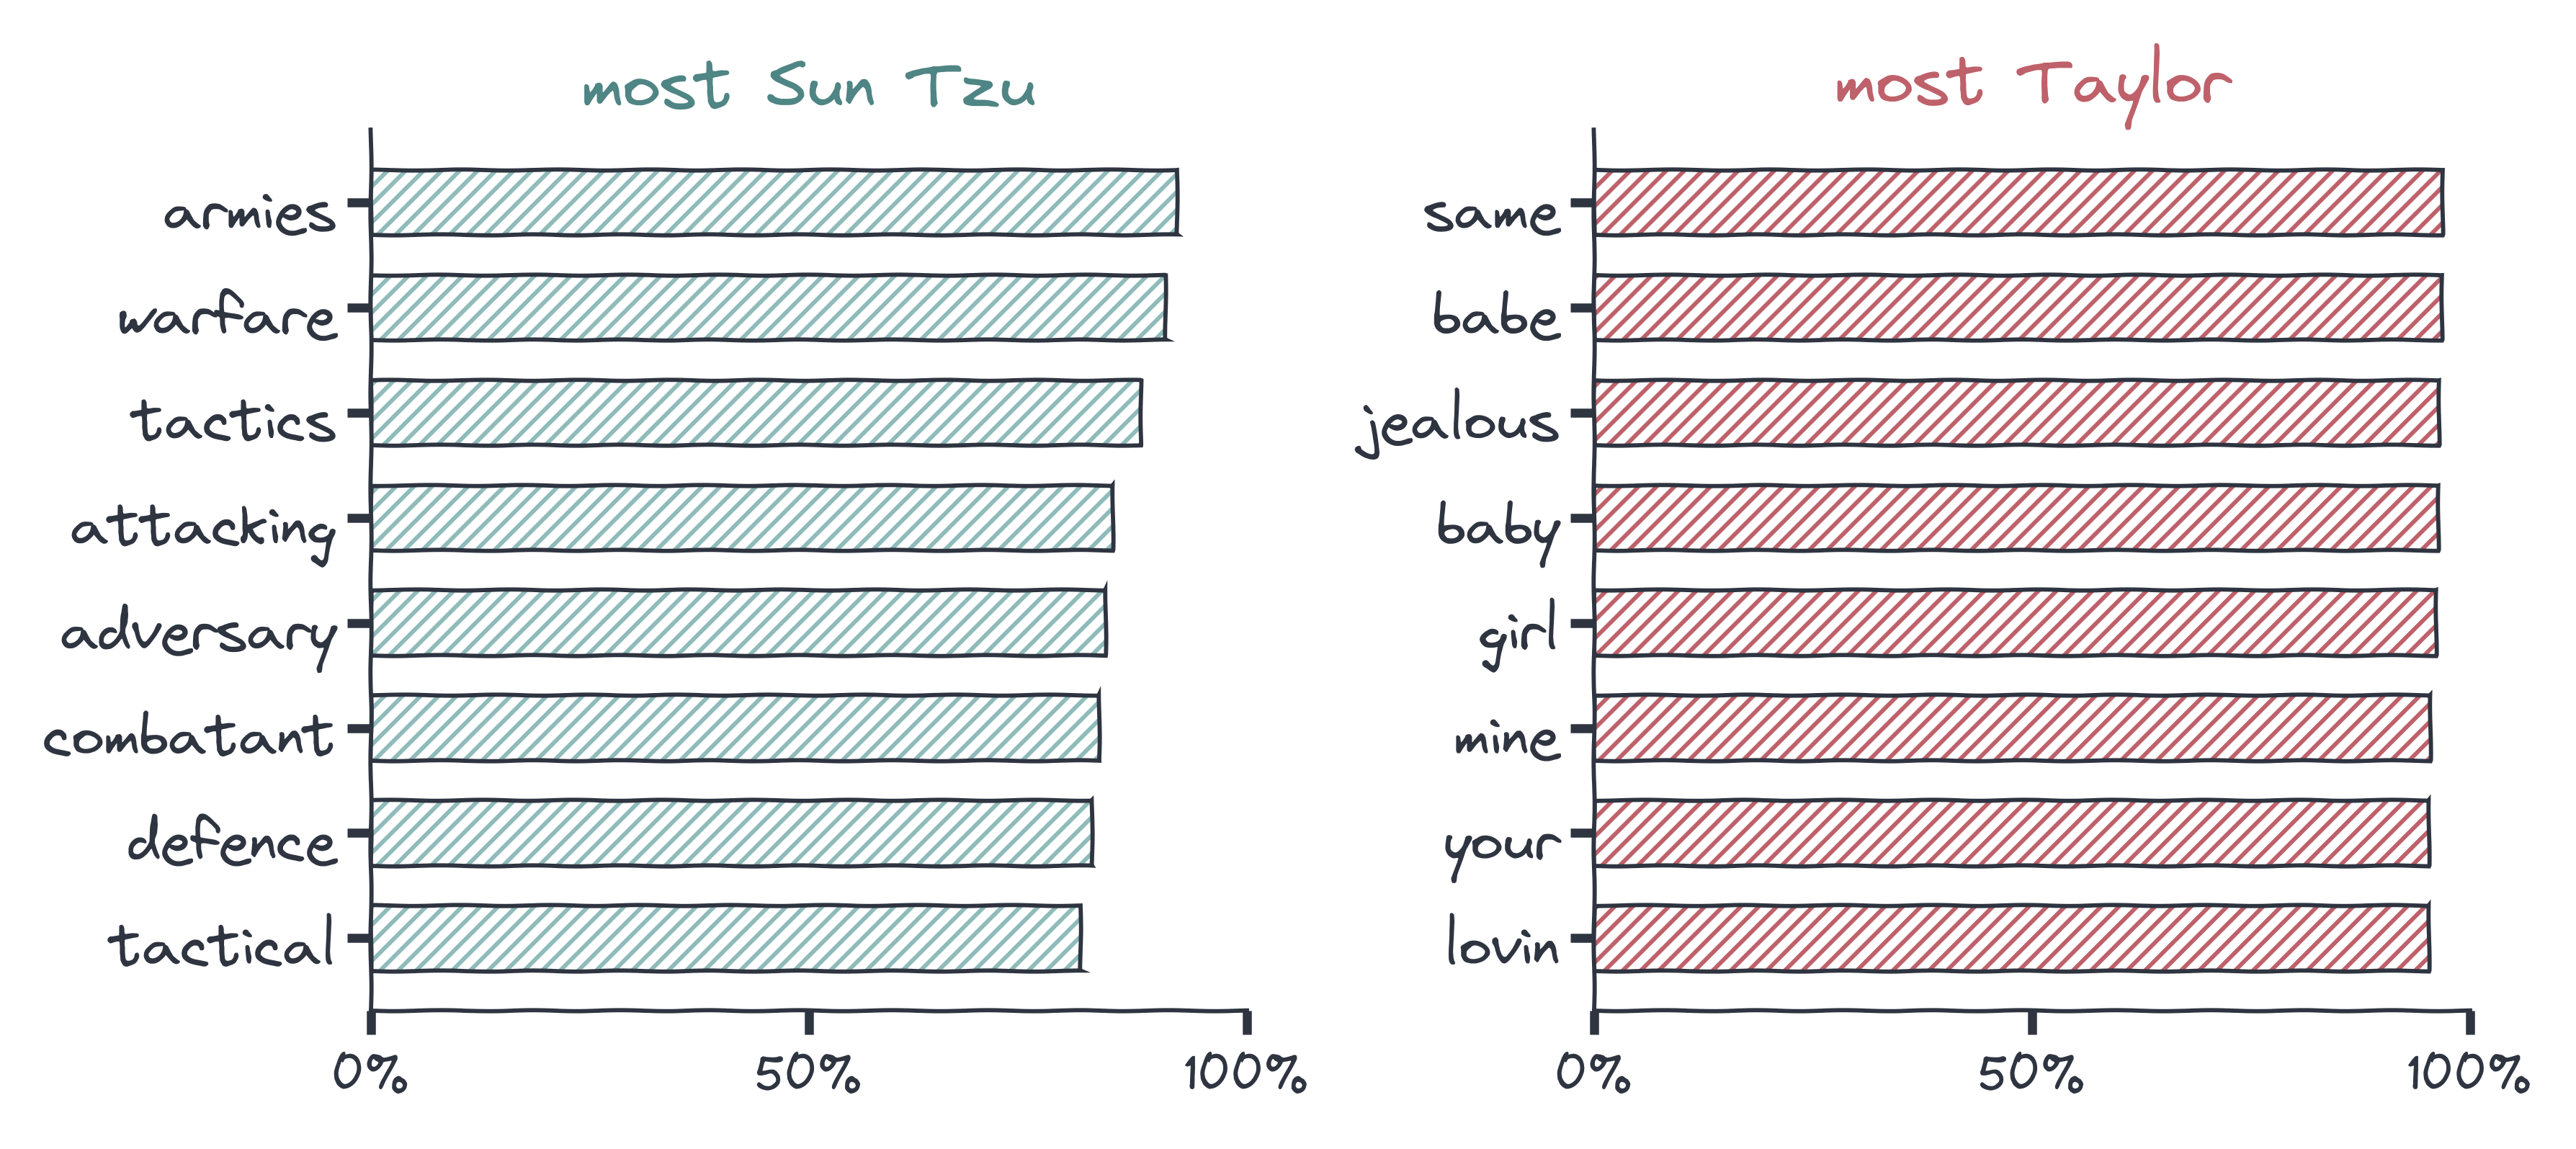 most Sun Tzu
armies
warfare
tactics
attacking
adversary
combatant
defence
tactical
0% 50% 100%
most Taylor
same
babe
jealous
baby
girl
mine
your
lovin
0% 50% 100%